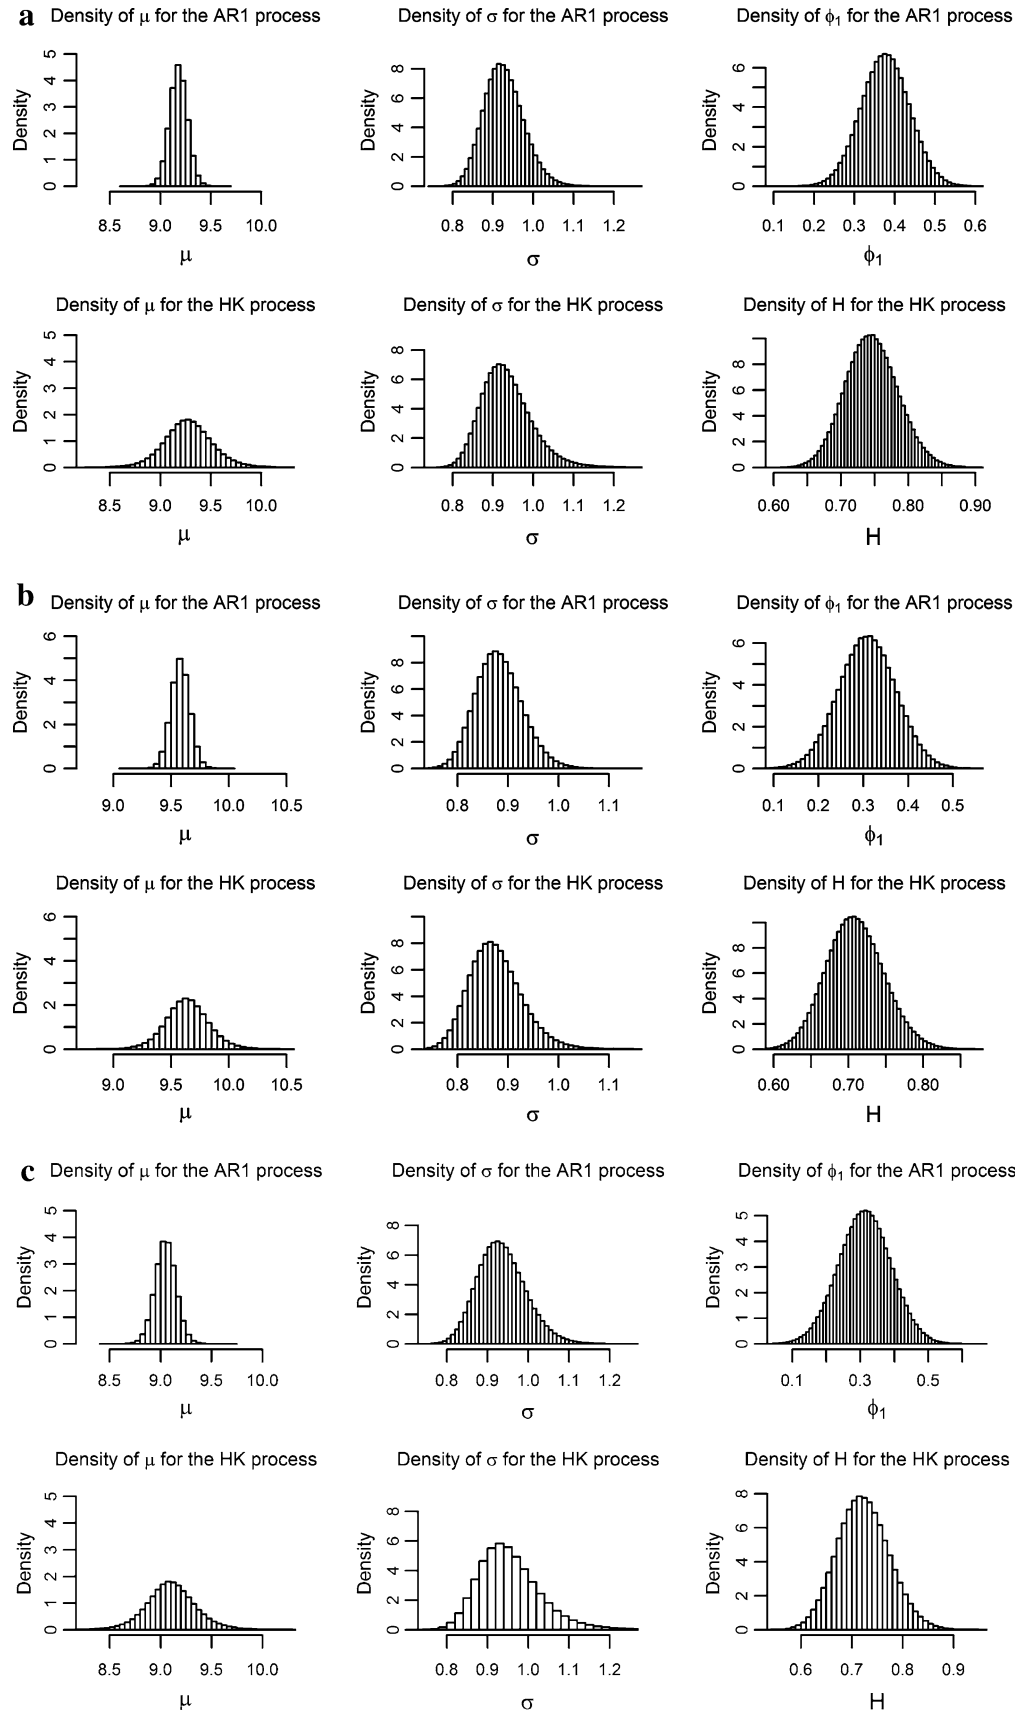 a
Density of μ for the AR1 process
Density of σ for the AR1 process
Density of ϕ1 for the AR1 process
Density
0 1 2 3 4 5
8.5 9.0 9.5 10.0
μ
Density
0 2 4 6 8
0.8 0.9 1.0 1.1 1.2
σ
Density
0 2 4 6
0.1 0.2 0.3 0.4 0.5 0.6
ϕ1
Density of μ for the HK process
Density of σ for the HK process
Density of H for the HK process
Density
0 1 2 3 4 5
8.5 9.0 9.5 10.0
μ
Density
0 2 4 6 8
0.8 0.9 1.0 1.1 1.2
σ
Density
0 2 4 6 8
0.60 0.70 0.80 0.90
H
b
Density of μ for the AR1 process
Density of σ for the AR1 process
Density of ϕ1 for the AR1 process
Density
0 2 4 6
9.0 9.5 10.0 10.5
μ
Density
0 2 4 6 8
0.8 0.9 1.0 1.1
σ
Density
0 2 4 6
0.1 0.2 0.3 0.4 0.5
ϕ1
Density of μ for the HK process
Density of σ for the HK process
Density of H for the HK process
Density
0 2 4 6
9.0 9.5 10.0 10.5
μ
Density
0 2 4 6 8
0.8 0.9 1.0 1.1
σ
Density
0 2 4 6 8
0.60 0.70 0.80
H
c
Density of μ for the AR1 process
Density of σ for the AR1 process
Density of ϕ1 for the AR1 process
Density
0 1 2 3 4 5
8.5 9.0 9.5 10.0
μ
Density
0 2 4 6 8
0.8 0.9 1.0 1.1 1.2
σ
Density
0 1 2 3 4 5
0.1 0.3 0.5
ϕ1
Density of μ for the HK process
Density of σ for the HK process
Density of H for the HK process
Density
0 1 2 3 4 5
8.5 9.0 9.5 10.0
μ
Density
0 2 4 6 8
0.8 0.9 1.0 1.1 1.2
σ
Density
0 2 4 6 8
0.6 0.7 0.8 0.9
H